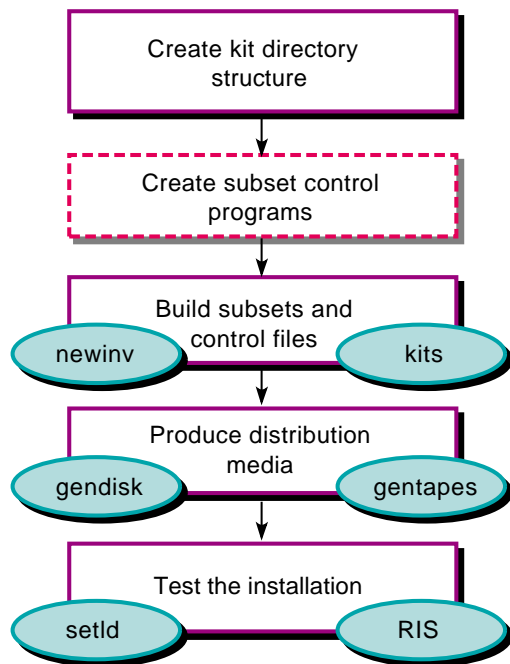 Create kit directory
structure
Create subset control
programs
Build subsets and
control files
newinv
kits
Produce distribution
media
gendisk
gentapes
Test the installation
setld
RIS